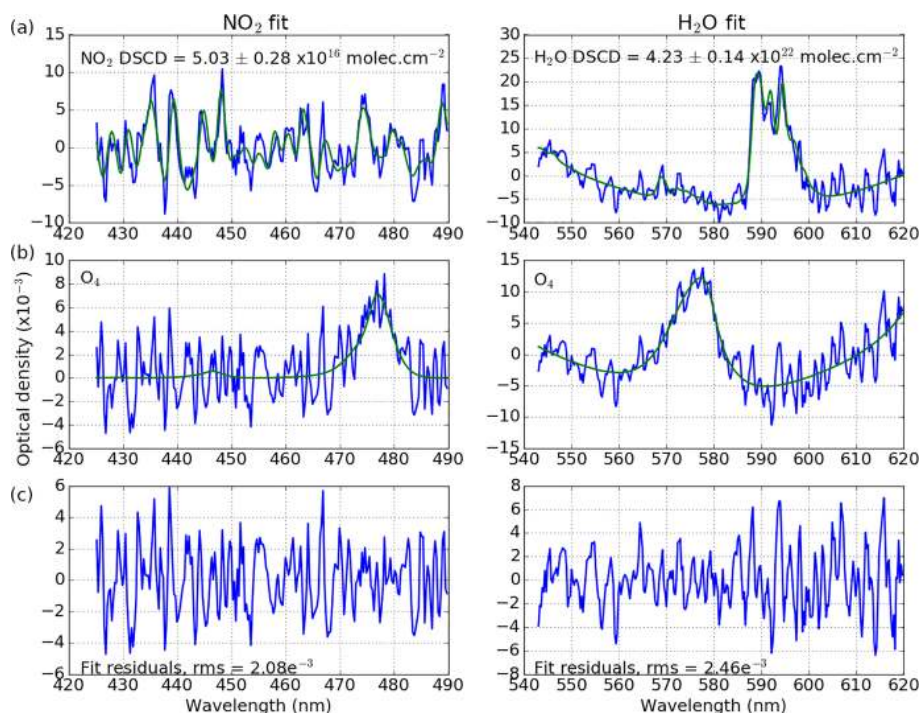 NO₂ fit
H₂O fit
(a)
NO₂ DSCD = 5.03 ± 0.28 x10¹⁶ molec.cm⁻²
15
10
5
0
−5
−10
420 430 440 450 460 470 480 490
H₂O DSCD = 4.23 ± 0.14 x10²² molec.cm⁻²
30
25
20
15
10
5
0
−5
−10
540 550 560 570 580 590 600 610 620
(b)
Optical density (x10⁻³)
O₄
10
8
6
4
2
0
−2
−4
−6
420 430 440 450 460 470 480 490
O₄
15
10
5
0
−5
−10
−15
540 550 560 570 580 590 600 610 620
(c)
6
4
2
0
−2
−4
−6
Fit residuals, rms = 2.08e⁻³
420 430 440 450 460 470 480 490
Wavelength (nm)
8
6
4
2
0
−2
−4
−6
−8
Fit residuals, rms = 2.46e⁻³
540 550 560 570 580 590 600 610 620
Wavelength (nm)